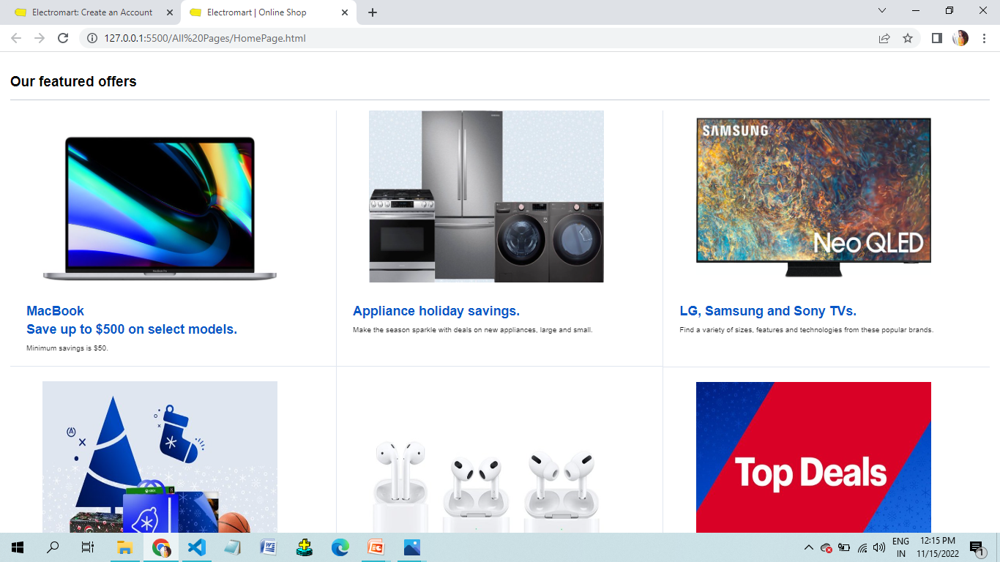 Electromart: Create an Account
Electromart | Online Shop
127.0.0.1:5500/All%20Pages/HomePage.html
Our featured offers
SAMSUNG
Neo QLED
MacBook
Save up to $500 on select models.
Minimum savings is $50.
Appliance holiday savings.
Make the season sparkle with deals on new appliances, large and small.
LG, Samsung and Sony TVs.
Find a variety of sizes, features and technologies from these popular brands.
XBOX
Top Deals
ENG
IN
12:15 PM
11/15/2022
1